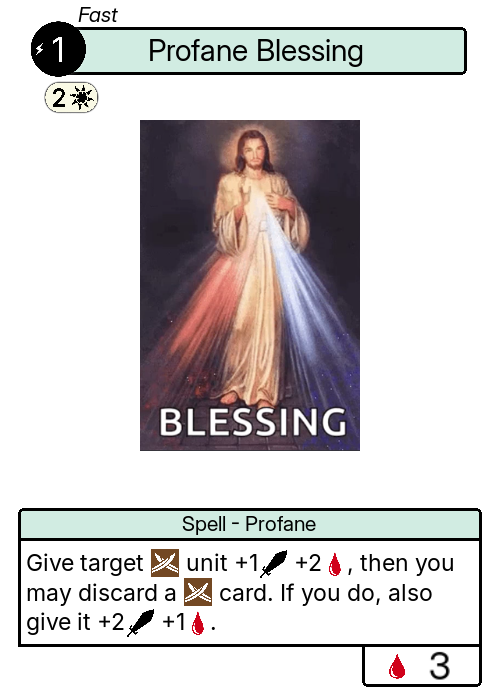 Fast
1 Profane Blessing
2
BLESSING
Spell - Profane
Give target unit +1 +2 , then you
may discard a card. If you do, also
give it +2 +1 .
3